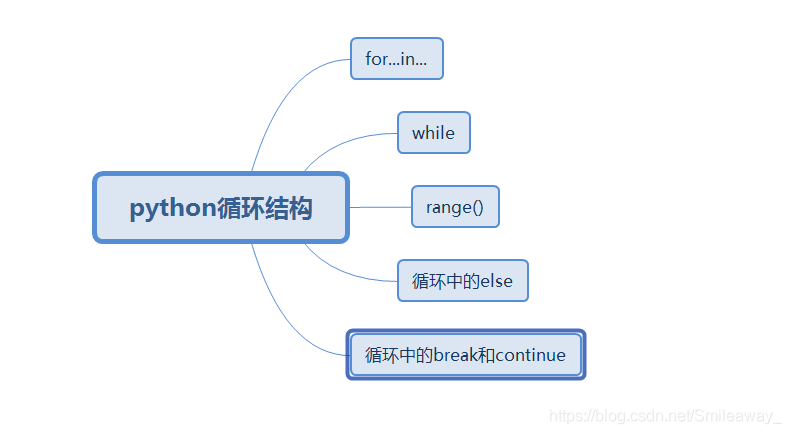 for...in...
while
python循环结构
range()
循环中的else
循环中的break和continue
https://blog.csdn.net/Smileaway_